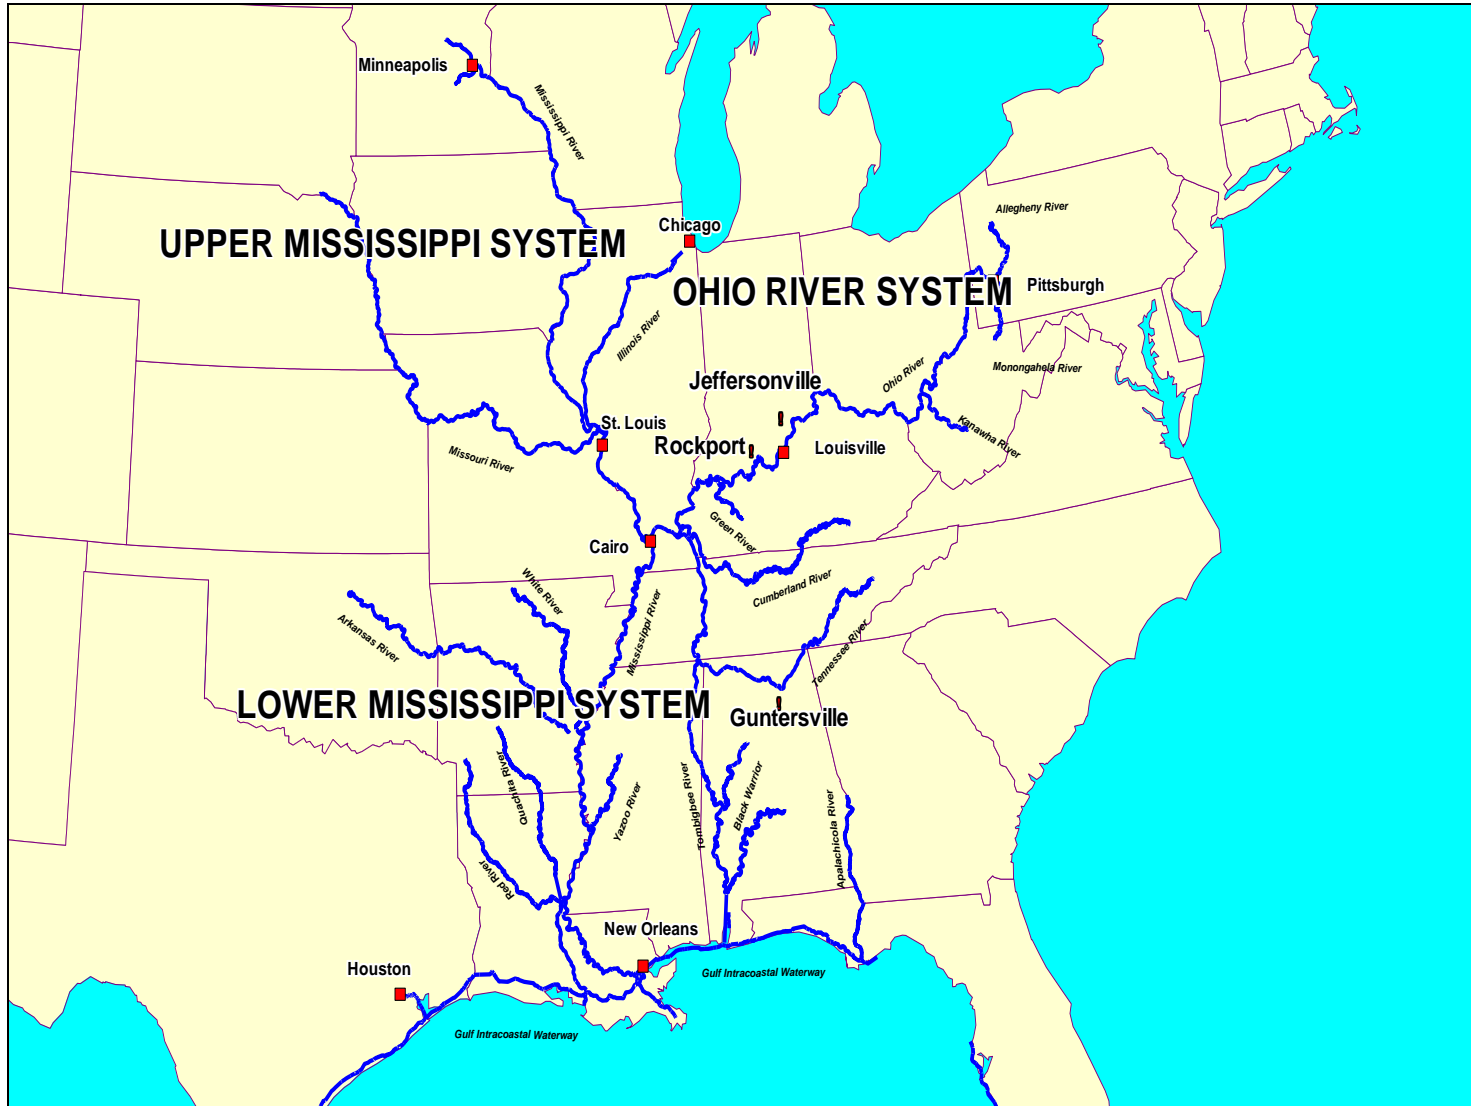 Minneapolis
Mississippi River
Allegheny River
Chicago
UPPER MISSISSIPPI SYSTEM
OHIO RIVER SYSTEM
Pittsburgh
Illinois River
Ohio River
Monongahela River
Jeffersonville
St. Louis
Kanawha River
Rockport
Louisville
Missouri River
Green River
Cairo
White River
Cumberland River
Arkansas River
Mississippi River
Tennessee River
LOWER MISSISSIPPI SYSTEM
Guntersville
Ouachita River
Yazoo River
Tombigbee River
Black Warrior
Apalachicola River
Red River
New Orleans
Houston
Gulf Intracoastal Waterway
Gulf Intracoastal Waterway